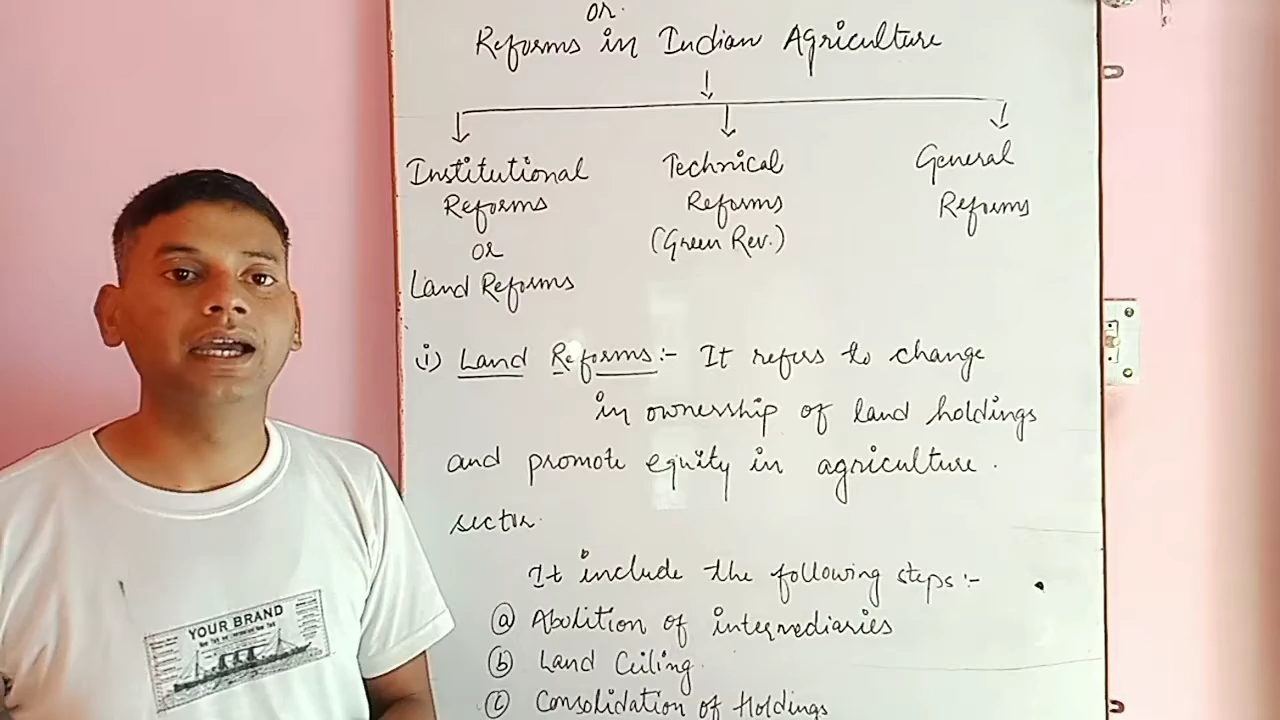 or.
Reforms in Indian Agriculture
Institutional Reforms or Land Reforms
Technical Reforms (Green Rev.)
General Reforms
i) Land Reforms:- It refers to change
in ownership of land holdings
and promote equity in agriculture.
sector.
It include the following steps:-
(a) Abolition of intermediaries
(b) Land Ceiling.
(c) Consolidation of Holdings
YOUR BRAND